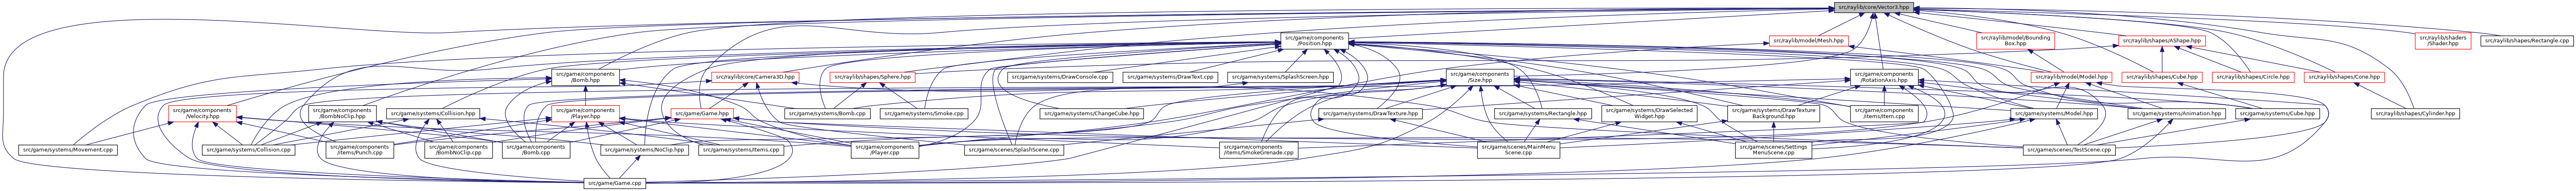 src/raylib/core/Vector3.hpp
src/game/components
/Position.hpp
src/raylib/model/Mesh.hpp
src/raylib/model/Bounding
Box.hpp
src/raylib/shapes/AShape.hpp
src/raylib/shaders
/Shader.hpp
src/raylib/shapes/Rectangle.cpp
src/game/components
/Bomb.hpp
src/raylib/core/Camera3D.hpp
src/raylib/shapes/Sphere.hpp
src/game/systems/DrawConsole.cpp
src/game/systems/DrawText.cpp
src/game/systems/SplashScreen.hpp
src/game/components
/Size.hpp
src/game/components
/RotationAxis.hpp
src/raylib/model/Model.hpp
src/raylib/shapes/Cube.hpp
src/raylib/shapes/Circle.hpp
src/raylib/shapes/Cone.hpp
src/game/components
/Velocity.hpp
src/game/components
/BombNoClip.hpp
src/game/systems/Collision.hpp
src/game/components
/Player.hpp
src/game/Game.hpp
src/game/systems/Bomb.cpp
src/game/systems/Smoke.cpp
src/game/systems/ChangeCube.hpp
src/game/systems/DrawTexture.hpp
src/game/systems/Rectangle.hpp
src/game/systems/DrawSelected
Widget.hpp
src/game/systems/DrawTexture
Background.hpp
src/game/components
/items/Item.cpp
src/game/systems/Model.hpp
src/game/systems/Animation.hpp
src/game/systems/Cube.hpp
src/raylib/shapes/Cylinder.hpp
src/game/systems/Movement.cpp
src/game/systems/Collision.cpp
src/game/components
/items/Punch.cpp
src/game/components
/BombNoClip.cpp
src/game/components
/Bomb.cpp
src/game/systems/NoClip.hpp
src/game/systems/Items.cpp
src/game/components
/Player.cpp
src/game/scenes/SplashScene.cpp
src/game/components
/items/SmokeGrenade.cpp
src/game/scenes/MainMenu
Scene.cpp
src/game/scenes/Settings
MenuScene.cpp
src/game/scenes/TestScene.cpp
src/game/Game.cpp